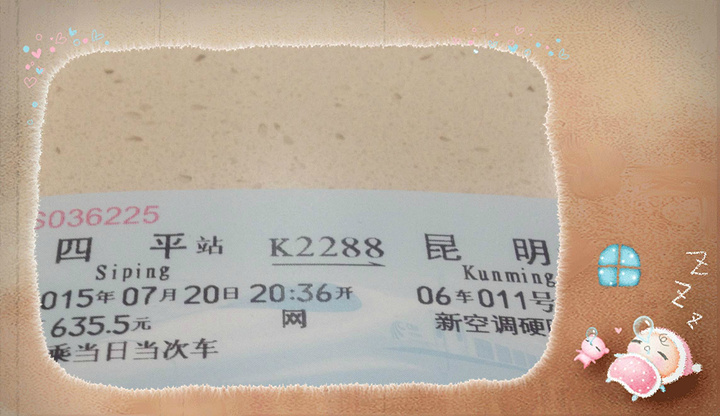 S036225
四 平站 K2288 昆 明
Siping Kunming
015年07月20日20:36开 06车011号
635.5元 网 新空调硬
乘当日当次车
Z
Z
Z